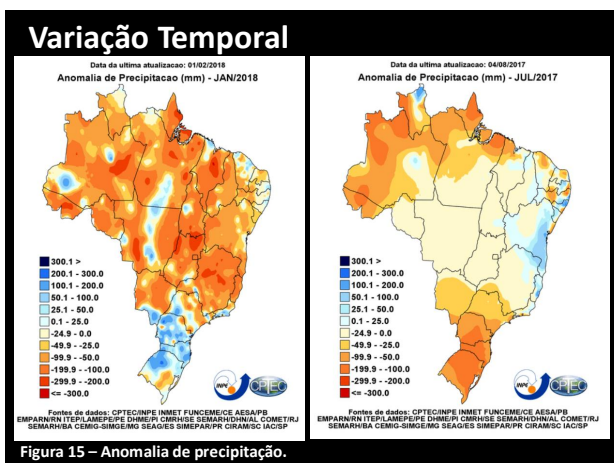 Variação Temporal
Data da ultima atualizacao: 01/02/2018
Anomalia de Precipitacao (mm) - JAN/2018
300.1 >
200.1 - 300.0
100.1 - 200.0
50.1 - 100.0
25.1 - 50.0
0.1 - 25.0
-24.9 - 0.0
-49.9 - -25.0
-99.9 - -50.0
-199.9 - -100.0
-299.9 - -200.0
<= -300.0
INPE
CPTEC
Fontes de dados: CPTEC/INPE INMET FUNCEME/CE AESA/PB
EMPARN/RN ITEP/LAMEPE/PE DHME/PI CMRH/SE SEMARH/DHN/AL COMET/RJ
SEMARH/BA CEMIG-SIMGE/MG SEAG/ES SIMEPAR/PR CIRAM/SC IAC/SP
Data da ultima atualizacao: 04/08/2017
Anomalia de Precipitacao (mm) - JUL/2017
300.1 >
200.1 - 300.0
100.1 - 200.0
50.1 - 100.0
25.1 - 50.0
0.1 - 25.0
-24.9 - 0.0
-49.9 - -25.0
-99.9 - -50.0
-199.9 - -100.0
-299.9 - -200.0
<= -300.0
INPE
CPTEC
Fontes de dados: CPTEC/INPE INMET FUNCEME/CE AESA/PB
EMPARN/RN ITEP/LAMEPE/PE DHME/PI CMRH/SE SEMARH/DHN/AL COMET/RJ
SEMARH/BA CEMIG-SIMGE/MG SEAG/ES SIMEPAR/PR CIRAM/SC IAC/SP
Figura 15 – Anomalia de precipitação.